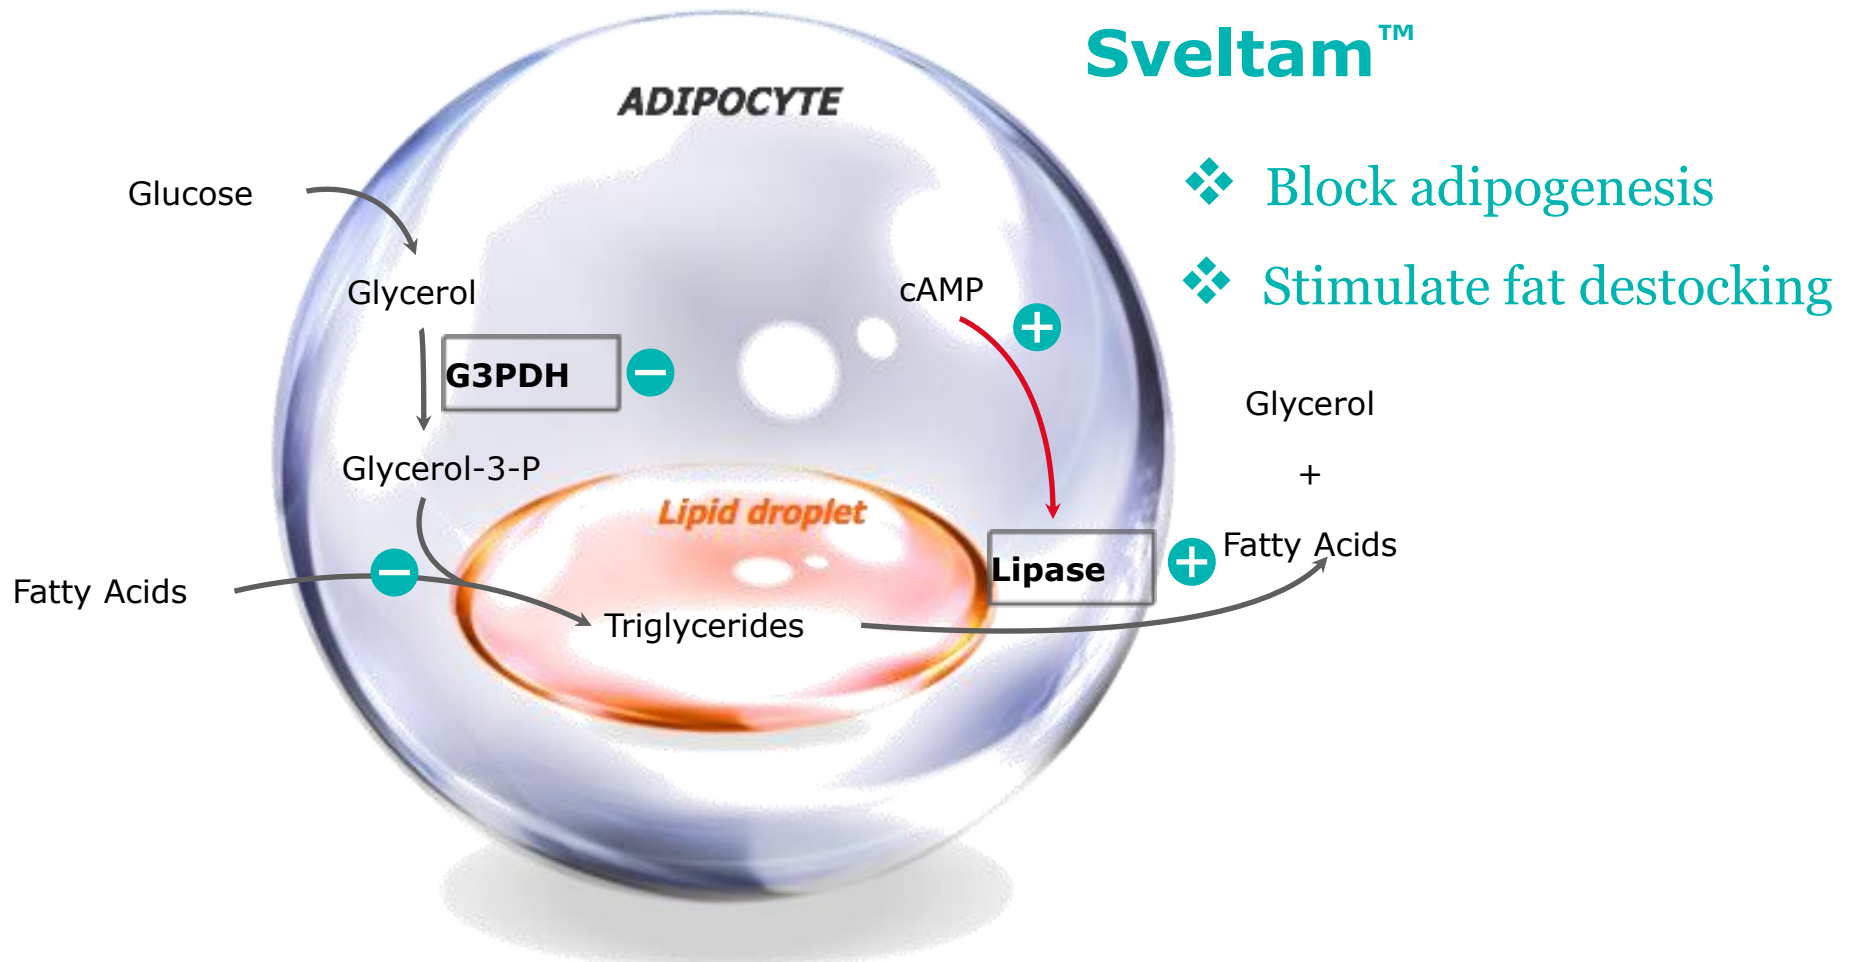 Sveltam™
ADIPOCYTE
❖ Block adipogenesis
Glucose
❖ Stimulate fat destocking
Glycerol
cAMP
+
G3PDH
−
Glycerol
Glycerol-3-P
+
Lipid droplet
Fatty Acids
Lipase
+
−
Fatty Acids
Triglycerides